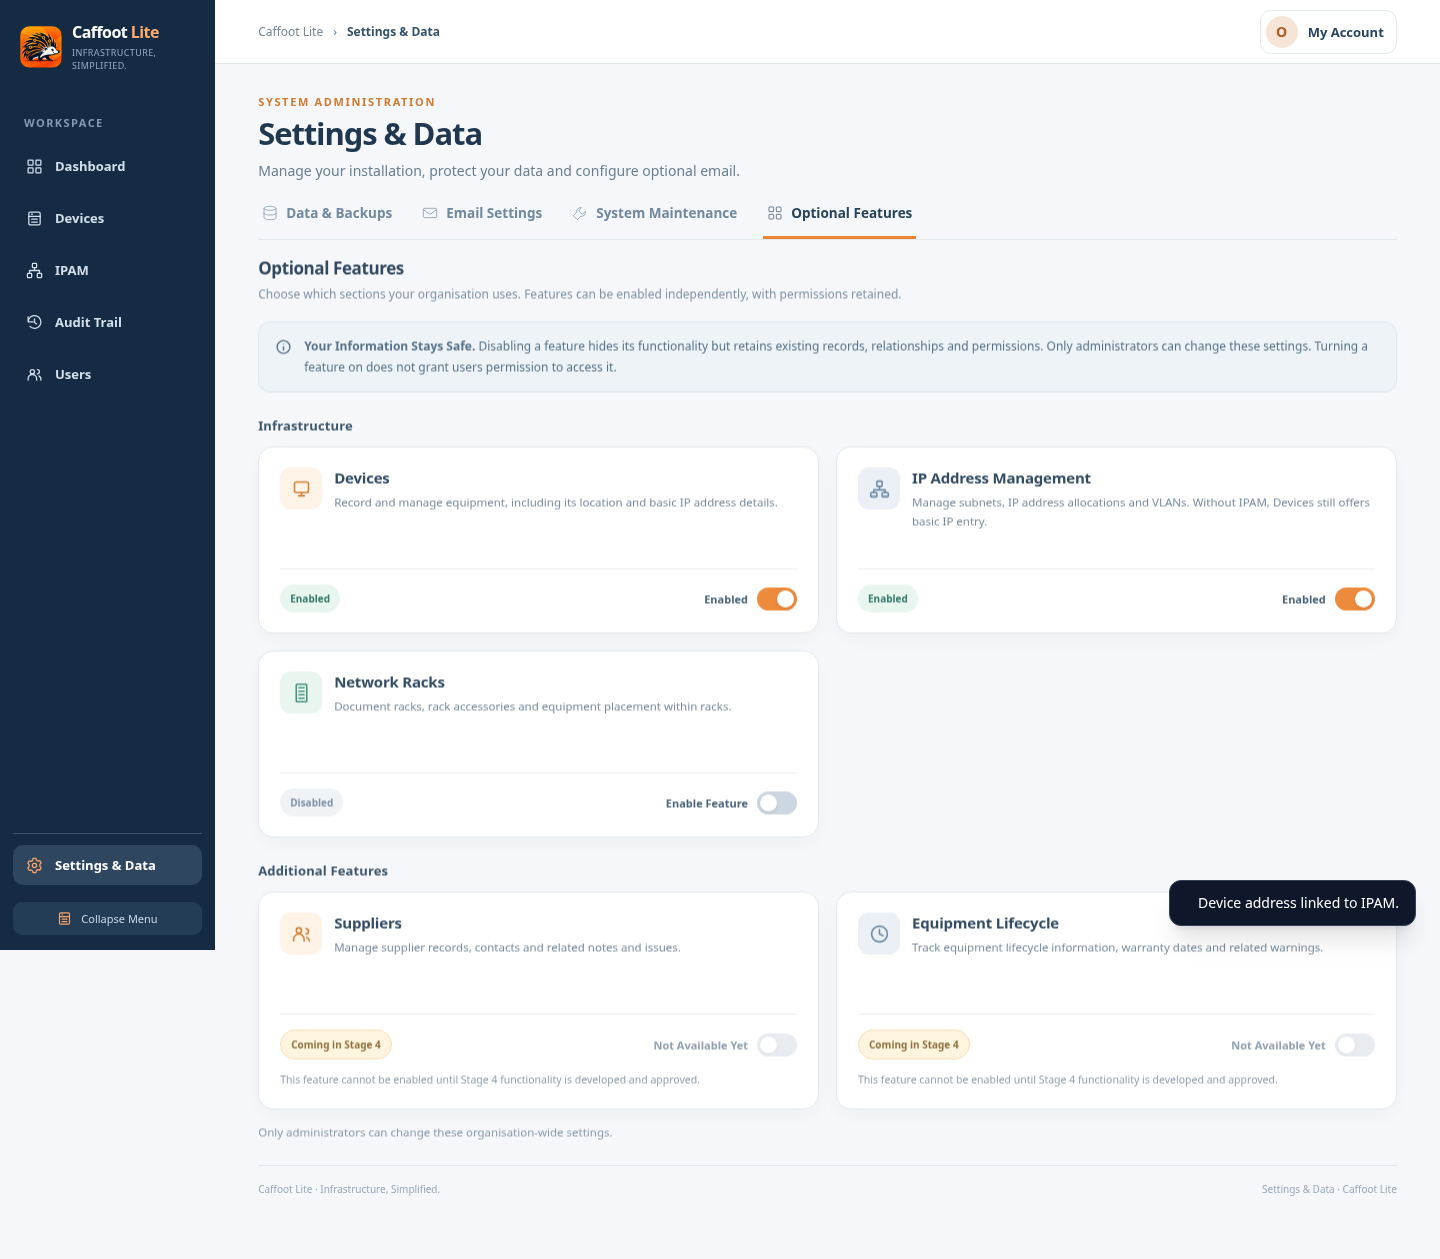 Caffoot Lite
INFRASTRUCTURE,
SIMPLIFIED.
WORKSPACE
Dashboard
Devices
IPAM
Audit Trail
Users
Settings & Data
Collapse Menu
Caffoot Lite › Settings & Data
O My Account
SYSTEM ADMINISTRATION
Settings & Data
Manage your installation, protect your data and configure optional email.
Data & Backups Email Settings System Maintenance Optional Features
Optional Features
Choose which sections your organisation uses. Features can be enabled independently, with permissions retained.
Your Information Stays Safe. Disabling a feature hides its functionality but retains existing records, relationships and permissions. Only administrators can change these settings. Turning a
feature on does not grant users permission to access it.
Infrastructure
Devices
Record and manage equipment, including its location and basic IP address details.
Enabled Enabled
IP Address Management
Manage subnets, IP address allocations and VLANs. Without IPAM, Devices still offers
basic IP entry.
Enabled Enabled
Network Racks
Document racks, rack accessories and equipment placement within racks.
Disabled Enable Feature
Additional Features
Suppliers
Manage supplier records, contacts and related notes and issues.
Coming in Stage 4 Not Available Yet
This feature cannot be enabled until Stage 4 functionality is developed and approved.
Device address linked to IPAM.
Equipment Lifecycle
Track equipment lifecycle information, warranty dates and related warnings.
Coming in Stage 4 Not Available Yet
This feature cannot be enabled until Stage 4 functionality is developed and approved.
Only administrators can change these organisation-wide settings.
Caffoot Lite · Infrastructure, Simplified.
Settings & Data · Caffoot Lite